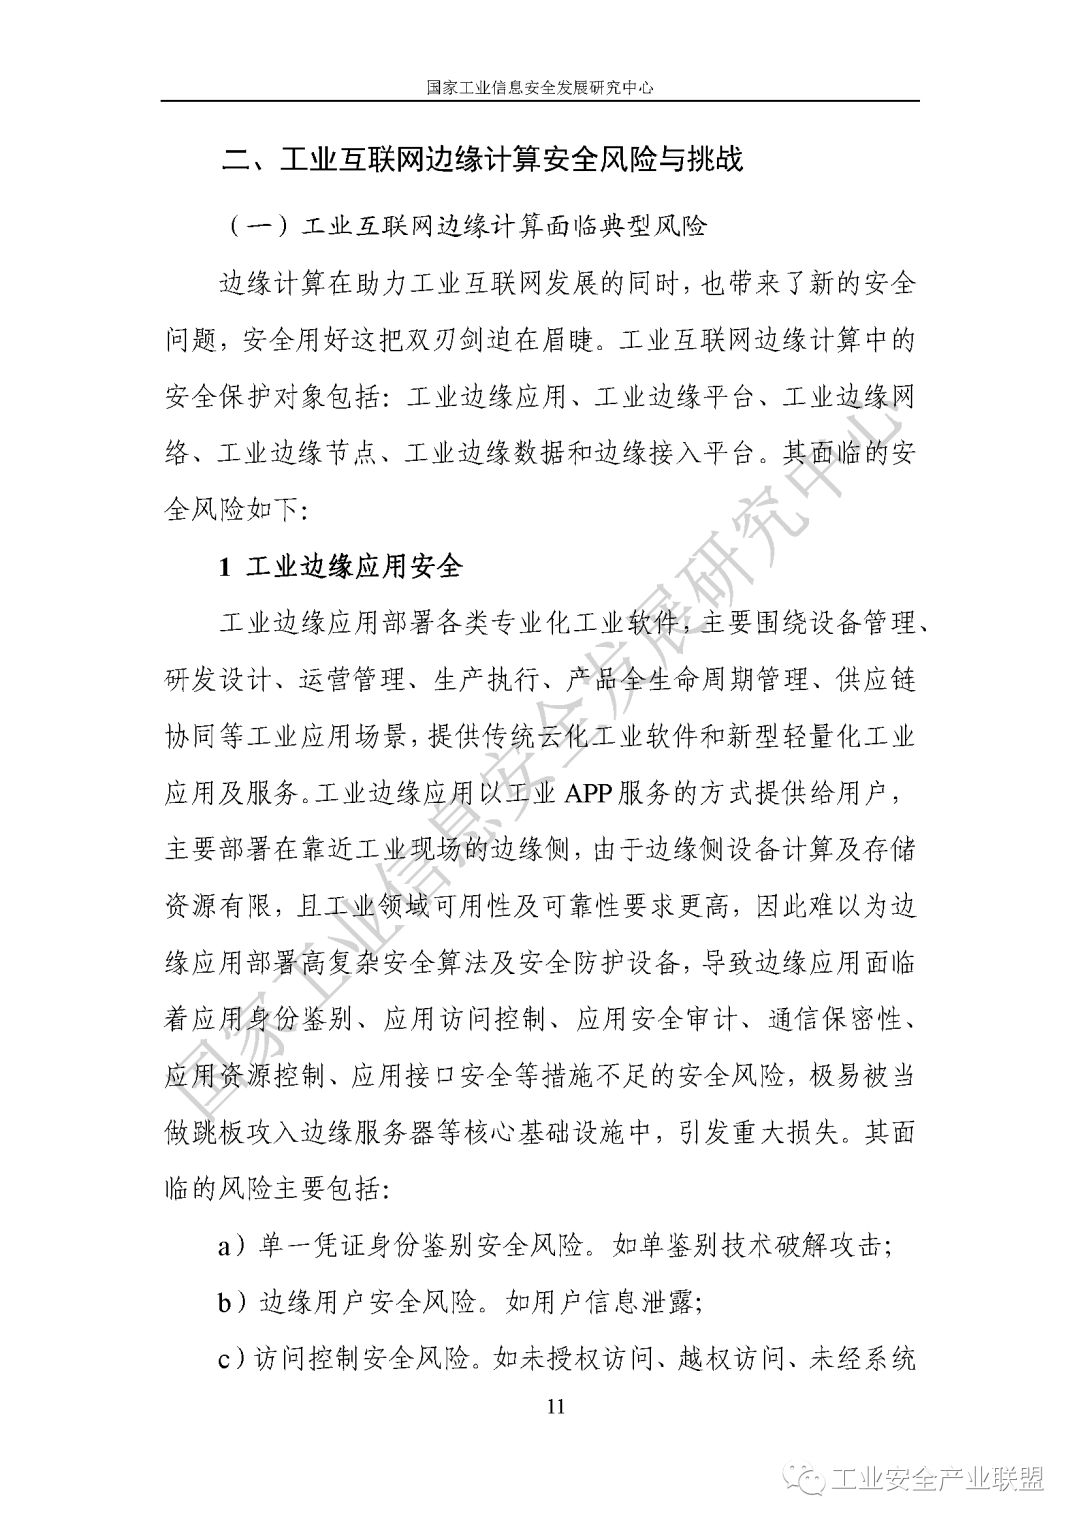 国家工业信息安全发展研究中心
二、工业互联网边缘计算安全风险与挑战
（一）工业互联网边缘计算面临典型风险
边缘计算在助力工业互联网发展的同时，也带来了新的安全
问题，安全用好这把双刃剑迫在眉睫。工业互联网边缘计算中的
安全保护对象包括：工业边缘应用、工业边缘平台、工业边缘网
络、工业边缘节点、工业边缘数据和边缘接入平台。其面临的安
全风险如下：
1 工业边缘应用安全
工业边缘应用部署各类专业化工业软件，主要围绕设备管理、
研发设计、运营管理、生产执行、产品全生命周期管理、供应链
协同等工业应用场景，提供传统云化工业软件和新型轻量化工业
应用及服务。工业边缘应用以工业 APP 服务的方式提供给用户，
主要部署在靠近工业现场的边缘侧，由于边缘侧设备计算及存储
资源有限，且工业领域可用性及可靠性要求更高，因此难以为边
缘应用部署高复杂安全算法及安全防护设备，导致边缘应用面临
着应用身份鉴别、应用访问控制、应用安全审计、通信保密性、
应用资源控制、应用接口安全等措施不足的安全风险，极易被当
做跳板攻入边缘服务器等核心基础设施中，引发重大损失。其面
临的风险主要包括：
a）单一凭证身份鉴别安全风险。如单鉴别技术破解攻击；
b）边缘用户安全风险。如用户信息泄露；
c）访问控制安全风险。如未授权访问、越权访问、未经系统
11
国家工业信息安全发展研究中心
工业安全产业联盟